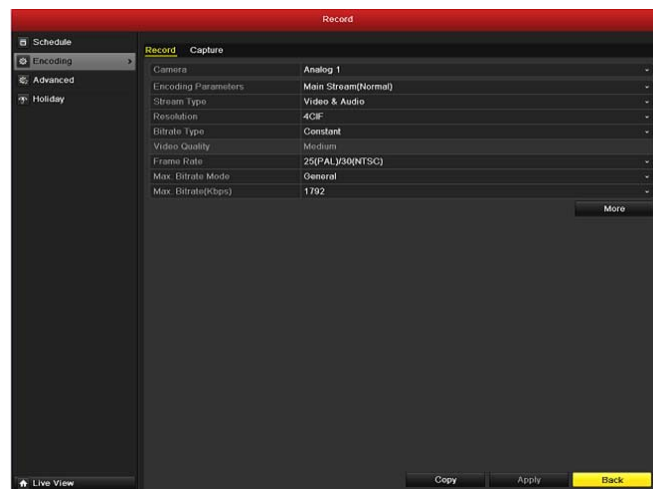 Record
Schedule
Encoding
Advanced
Holiday
Record Capture
Camera Analog 1
Encoding Parameters Main Stream(Normal)
Stream Type Video & Audio
Resolution 4CIF
Bitrate Type Constant
Video Quality Medium
Frame Rate 25(PAL)/30(NTSC)
Max. Bitrate Mode General
Max. Bitrate(Kbps) 1792
More
Live View
Copy Apply Back